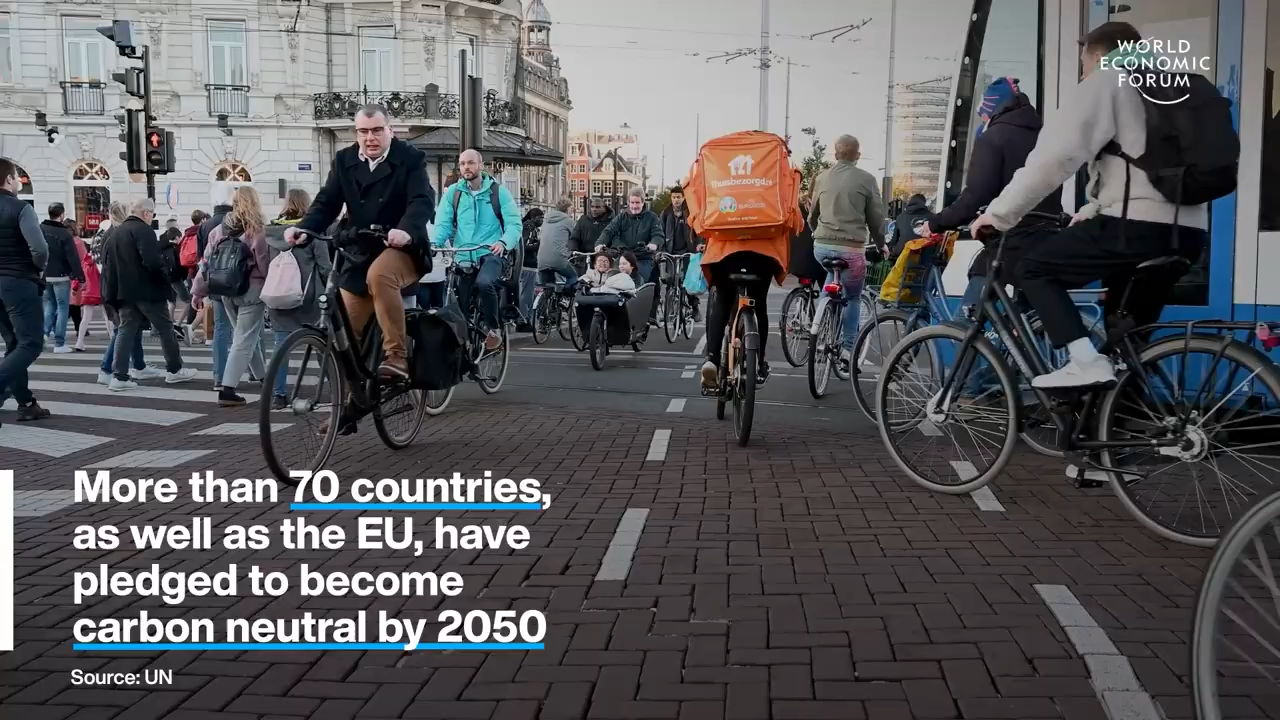 WORLD
ECONOMIC
FORUM
Thuisbezorgd.nl
More than 70 countries,
as well as the EU, have
pledged to become
carbon neutral by 2050
Source: UN